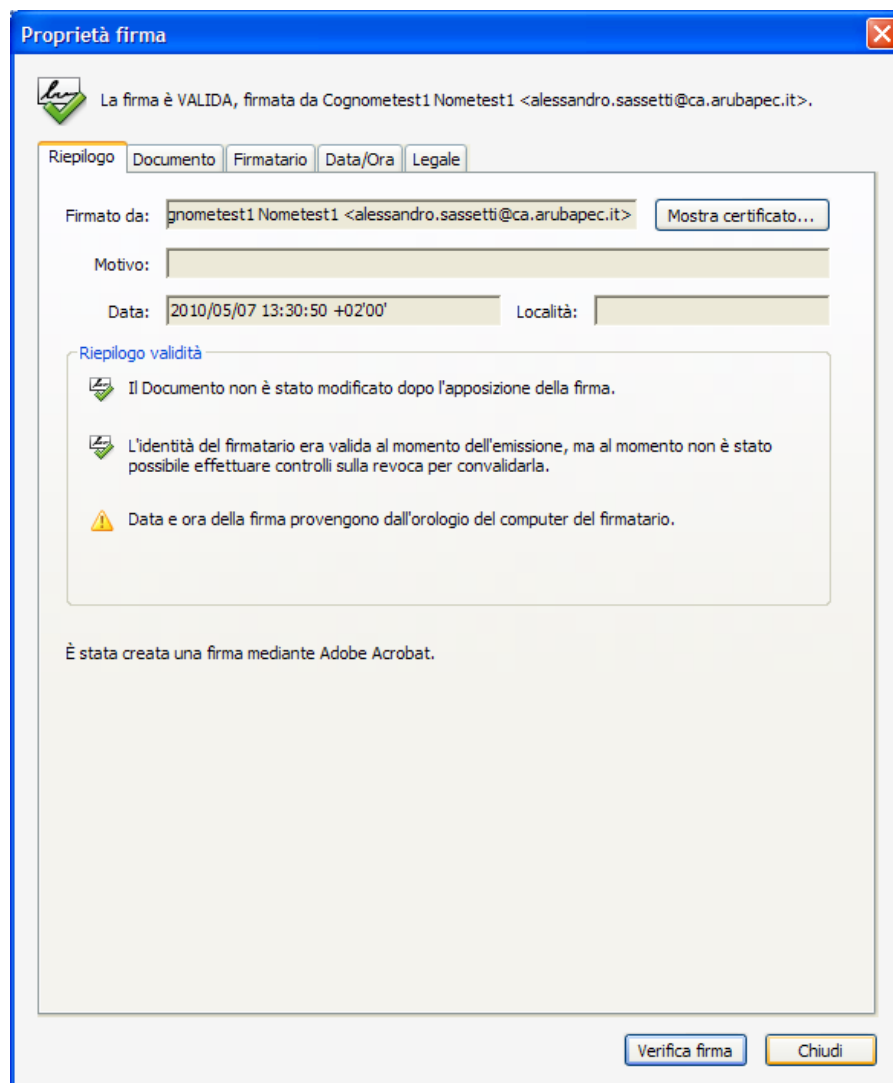 Proprietà firma
La firma è VALIDA, firmata da Cognometest1 Nometest1 <alessandro.sassetti@ca.arubapec.it>.
Riepilogo Documento Firmatario Data/Ora Legale
Firmato da: gnometest1 Nometest1 <alessandro.sassetti@ca.arubapec.it> Mostra certificato...
Motivo:
Data: 2010/05/07 13:30:50 +02'00' Località:
Riepilogo validità
Il Documento non è stato modificato dopo l'apposizione della firma.
L'identità del firmatario era valida al momento dell'emissione, ma al momento non è stato
possibile effettuare controlli sulla revoca per convalidarla.
Data e ora della firma provengono dall'orologio del computer del firmatario.
È stata creata una firma mediante Adobe Acrobat.
Verifica firma Chiudi